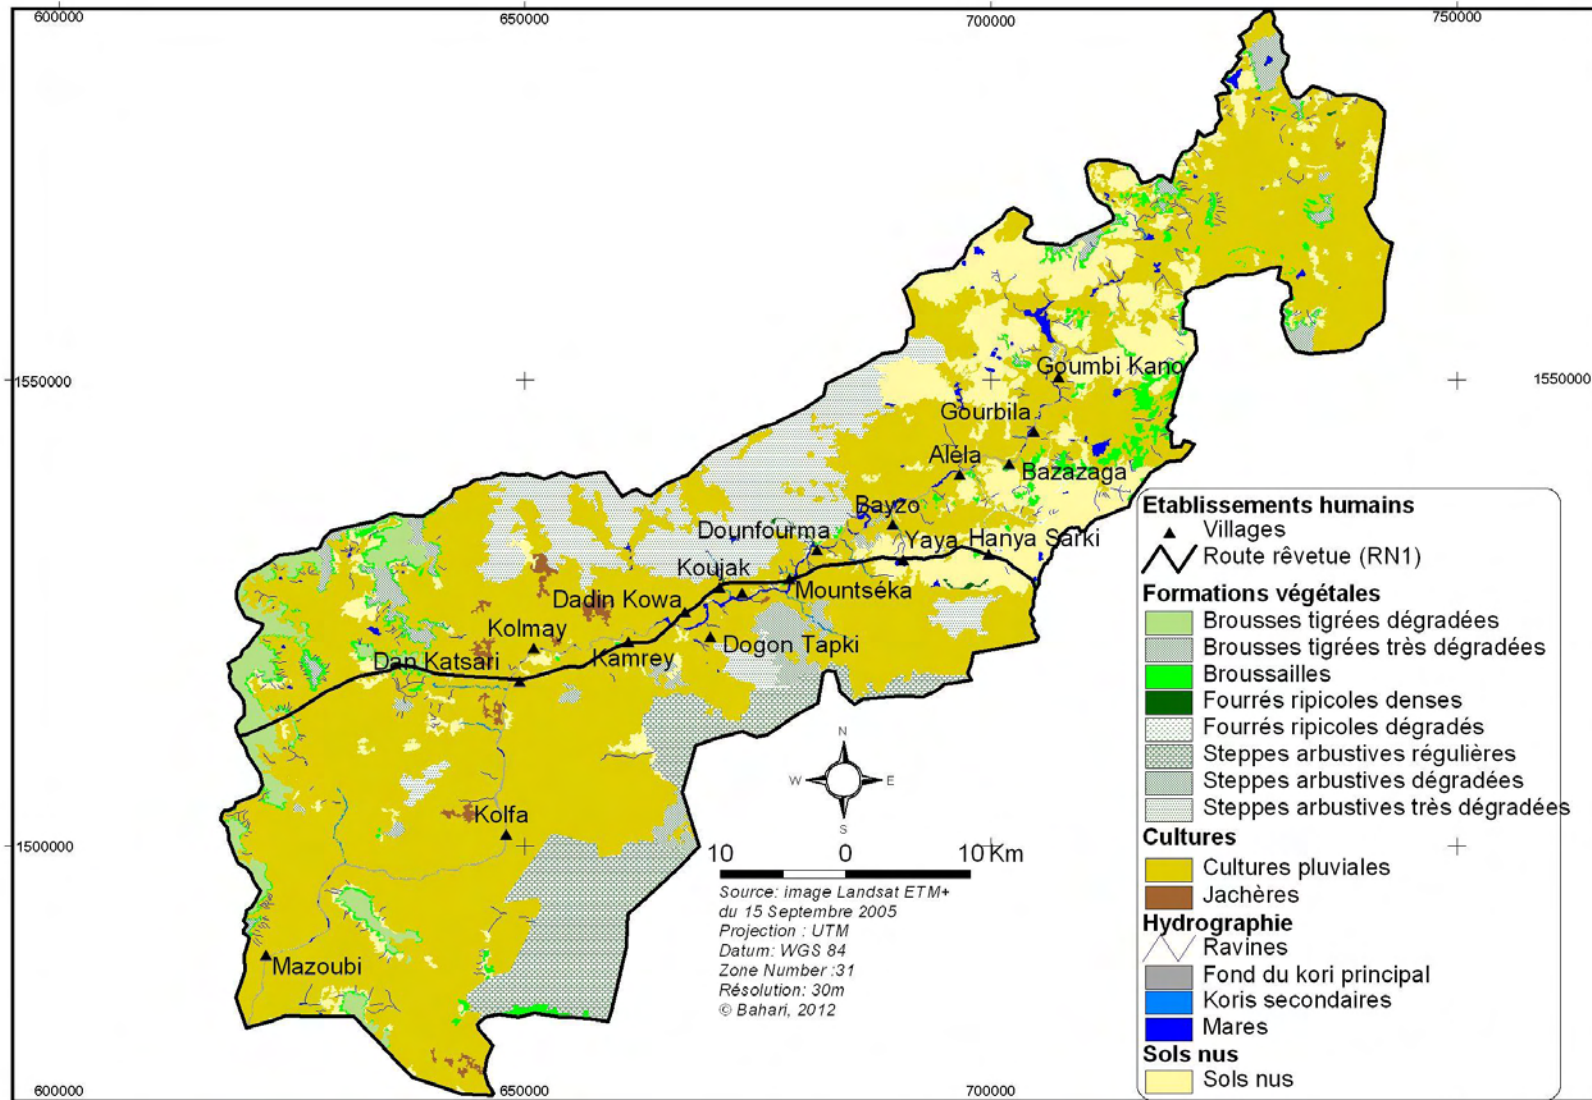 600000 650000 700000 750000
1550000 1550000
Goumbi Kano
Gourbila
Aléla
Bazazaga
Bayzo
Dounfourma
Yaya Hanya Sarki
Koujak
Mountséka
Dadin Kowa
Kolmay
Dogon Tapki
Kamrey
Dan Katsari
Kolfa
Mazoubi
1500000
N
W E
S
10 0 10 Km
Source: image Landsat ETM+
du 15 Septembre 2005
Projection : UTM
Datum: WGS 84
Zone Number :31
Résolution: 30m
© Bahari, 2012
Etablissements humains
Villages
Route rêvetue (RN1)
Formations végétales
Brousses tigrées dégradées
Brousses tigrées très dégradées
Broussailles
Fourrés ripicoles denses
Fourrés ripicoles dégradés
Steppes arbustives régulières
Steppes arbustives dégradées
Steppes arbustives très dégradées
Cultures
Cultures pluviales
Jachères
Hydrographie
Ravines
Fond du kori principal
Koris secondaires
Mares
Sols nus
Sols nus
600000 650000 700000